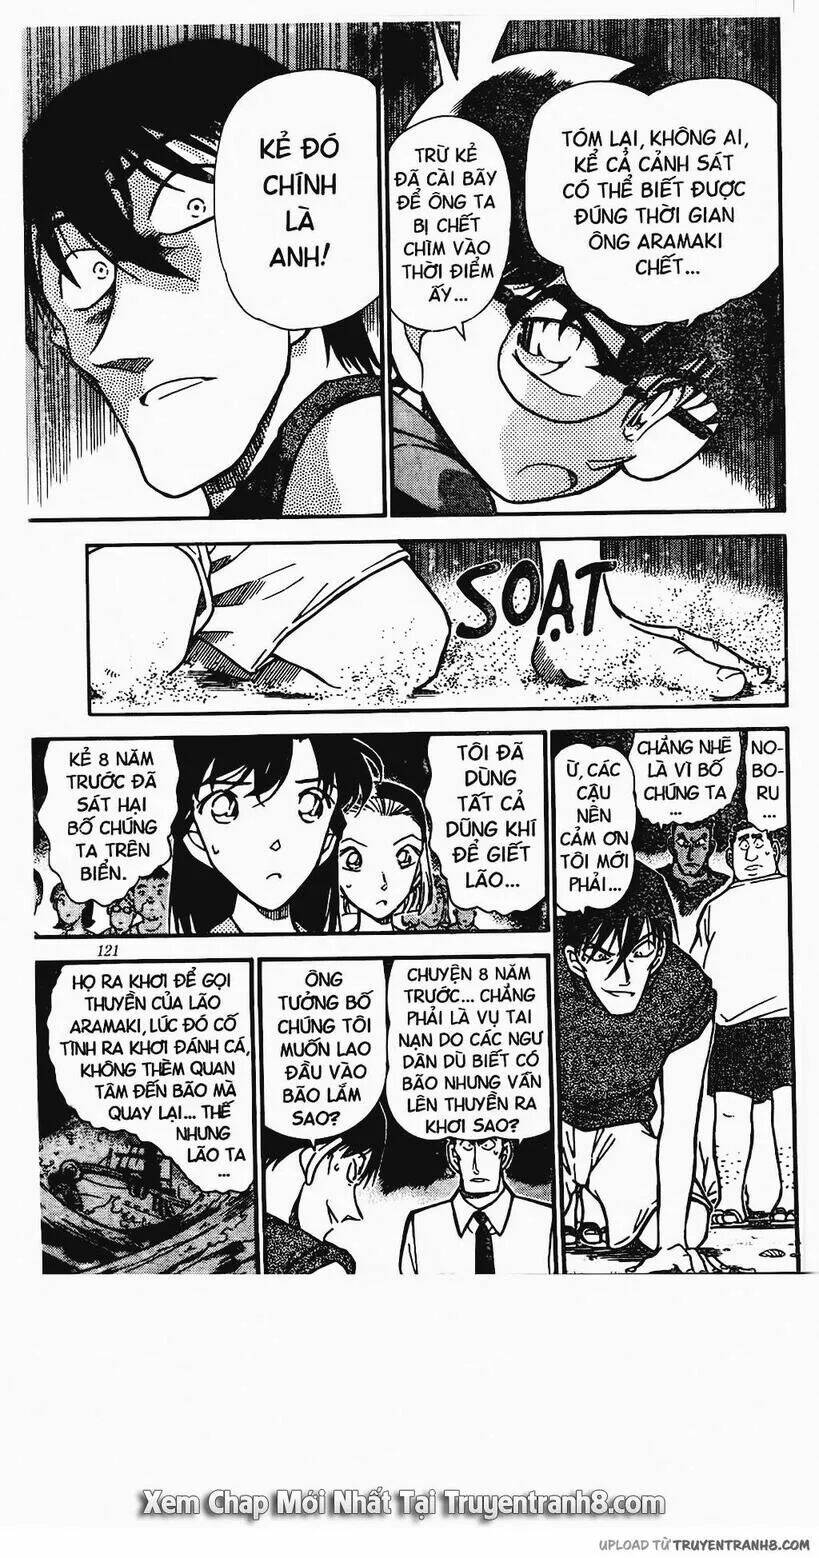 TÓM LẠI, KHÔNG AI,
KỂ CẢ CẢNH SÁT
CÓ THỂ BIẾT ĐƯỢC
ĐÚNG THỜI GIAN
ÔNG ARAMAKI
CHẾT...
TRỪ KẺ
ĐÃ CÀI BẪY
ĐỂ ÔNG TA
BỊ CHẾT
CHÌM VÀO
THỜI ĐIỂM
ẤY...
KẺ ĐÓ
CHÍNH
LÀ
ANH!
SOẠT
NO-
BO-
RU
...
CHẲNG NHẼ
LÀ VÌ BỐ
CHÚNG TA
...
Ừ, CÁC
CẬU
NÊN
CẢM ƠN
TÔI MỚI
PHẢI...
TÔI ĐÃ
DÙNG
TẤT CẢ
DŨNG KHÍ
ĐỂ GIẾT
LÃO...
KẺ 8 NĂM
TRƯỚC ĐÃ
SÁT HẠI
BỐ CHÚNG
TA TRÊN
BIỂN.
121
CHUYỆN 8 NĂM
TRƯỚC... CHẲNG
PHẢI LÀ VỤ TAI
NẠN DO CÁC NGƯ
DÂN DÙ BIẾT CÓ
BÃO NHƯNG VẪN
LÊN THUYỀN RA
KHƠI SAO?
ÔNG
TƯỞNG BỐ
CHÚNG TÔI
MUỐN LAO
ĐẦU VÀO
BÃO LẮM
SAO?
HỌ RA KHƠI ĐỂ GỌI
THUYỀN CỦA LÃO
ARAMAKI, LÚC ĐÓ CỐ
TÌNH RA KHƠI ĐÁNH CÁ,
KHÔNG THÈM QUAN
TÂM ĐẾN BÃO MÀ
QUAY LẠI... THẾ
NHƯNG
LÃO TA
...
Xem Chap Mới Nhất Tại Truyentranh8.com
UPLOAD TỪ TRUYENTRANH8.COM